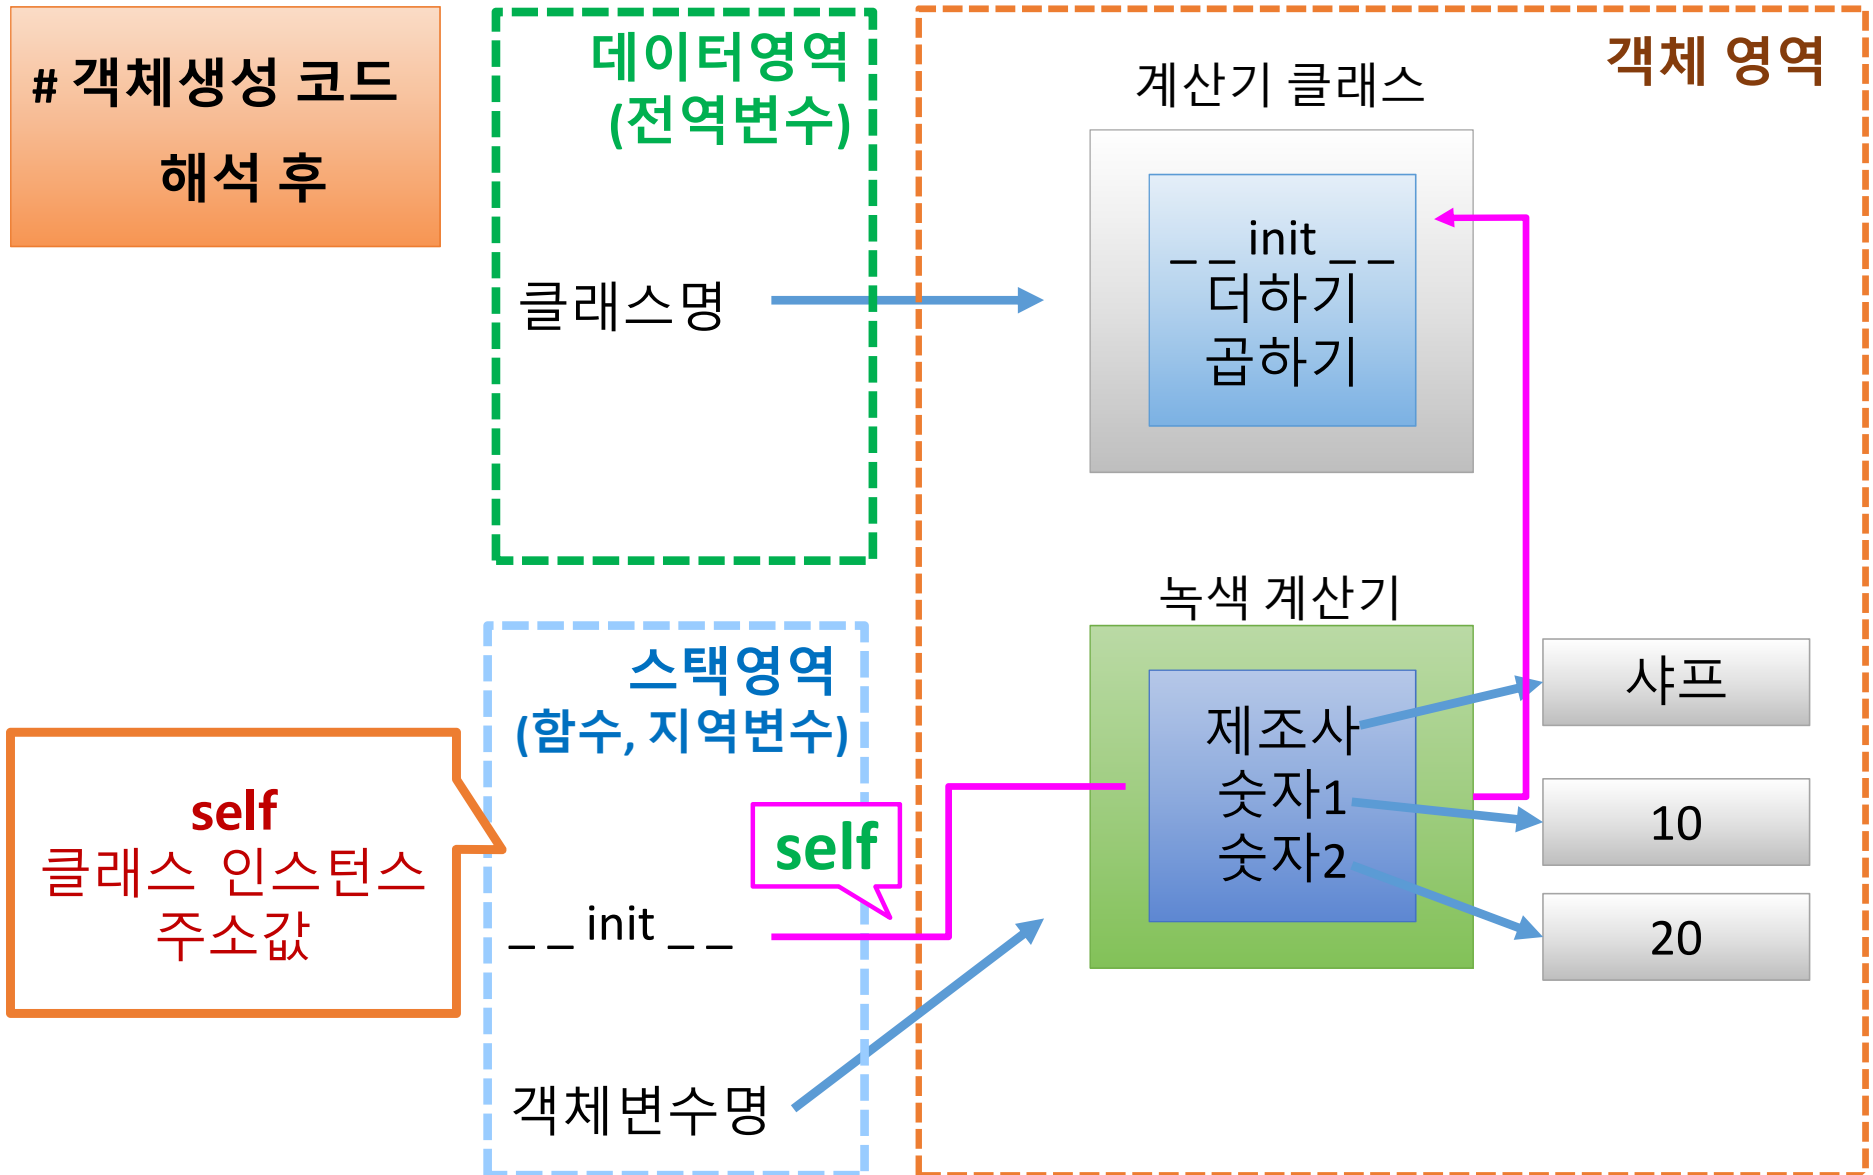 # 객체생성 코드
해석 후
데이터영역
(전역변수)
클래스명
객체 영역
계산기 클래스
_ _ init _ _
더하기
곱하기
녹색 계산기
제조사
숫자1
숫자2
샤프
10
20
스택영역
(함수, 지역변수)
self
_ _ init _ _
객체변수명
self
클래스 인스턴스
주소값